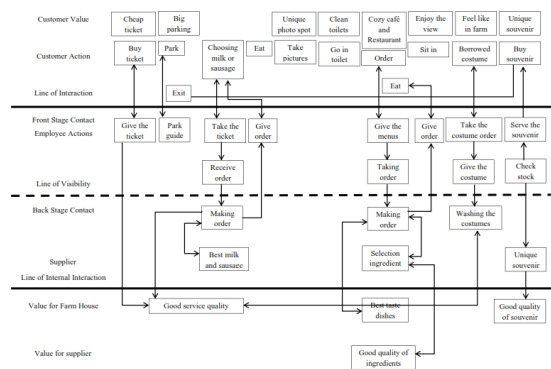 Customer Value
Cheap
ticket
Big
parking
Unique
photo spot
Clean
toilets
Cozy café
and
Restaurant
Enjoy the
view
Feel like
in farm
Unique
souvenir
Customer Action
Buy
ticket
Park
Choosing
milk or
sausage
Eat
Take
pictures
Go in
toilet
Order
Sit in
Borrowed
costume
Buy
souvenir
Line of Interaction
Exit
Eat
Front Stage Contact
Employee Actions
Give the
ticket
Park
guide
Take the
ticket
Give
order
Give the
menus
Give
order
Take the
costume order
Serve the
souvenir
Receive
order
Taking
order
Give the
costume
Check
stock
Line of Visibility
Back Stage Contact
Making
order
Making
order
Washing the
costumes
Supplier
Best milk
and sausage
Selection
ingredient
Unique
souvenir
Line of Internal Interaction
Value for Farm House
Good service quality
Best taste
dishes
Good quality
of souvenir
Value for supplier
Good quality of
ingredients